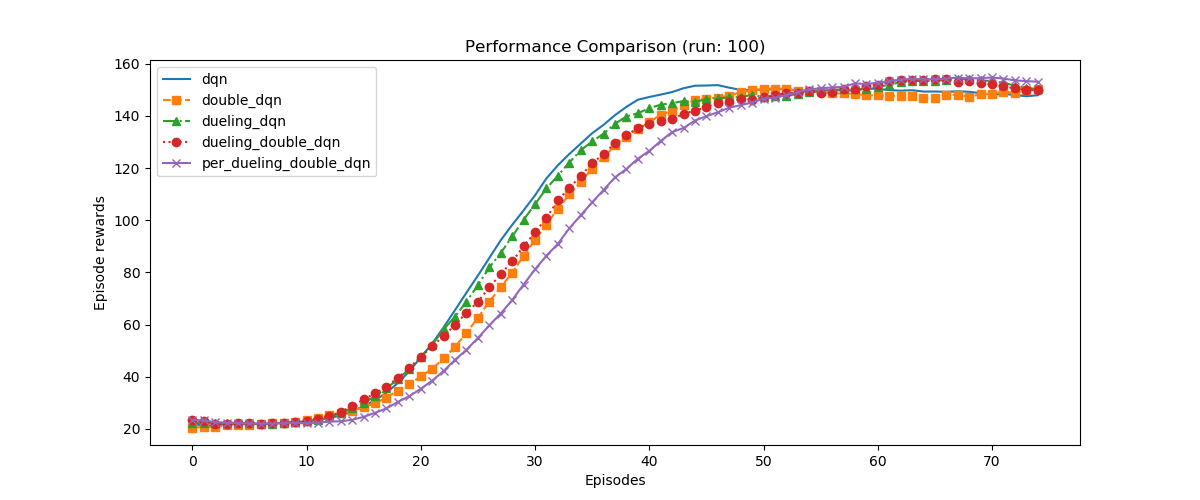 Performance Comparison (run: 100)
160
140
120
100
80
60
40
20
Episode rewards
dqn
double_dqn
dueling_dqn
dueling_double_dqn
per_dueling_double_dqn
0 10 20 30 40 50 60 70
Episodes